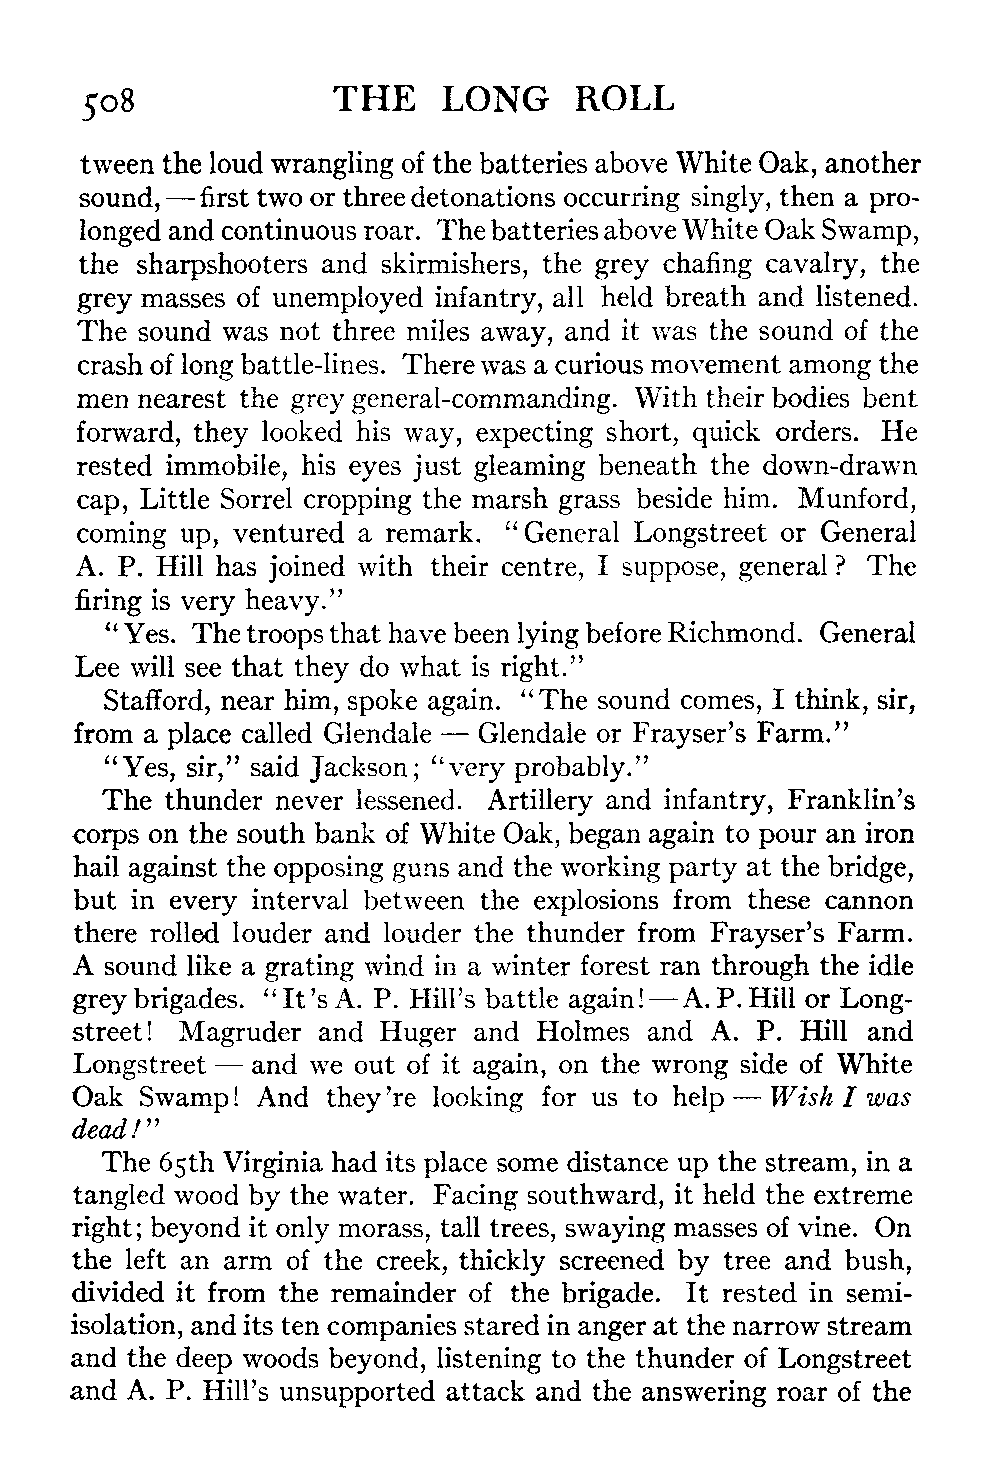 508 THE LONG ROLL
tween the loud wrangling of the batteries above White Oak, another
sound, — first two or three detonations occurring singly, then a pro-
longed and continuous roar. The batteries above White Oak Swamp,
the sharpshooters and skirmishers, the grey chafing cavalry, the
grey masses of unemployed infantry, all held breath and listened.
The sound was not three miles away, and it was the sound of the
crash of long battle-lines. There was a curious movement among the
men nearest the grey general-commanding. With their bodies bent
forward, they looked his way, expecting short, quick orders. He
rested immobile, his eyes just gleaming beneath the down-drawn
cap, Little Sorrel cropping the marsh grass beside him. Munford,
coming up, ventured a remark. "General Longstreet or General
A. P. Hill has joined with their centre, I suppose, general? The
firing is very heavy."
"Yes. The troops that have been lying before Richmond. General
Lee will see that they do what is right."
Stafford, near him, spoke again. "The sound comes, I think, sir,
from a place called Glendale — Glendale or Frayser's Farm."
"Yes, sir," said Jackson; "very probably."
The thunder never lessened. Artillery and infantry, Franklin's
corps on the south bank of White Oak, began again to pour an iron
hail against the opposing guns and the working party at the bridge,
but in every interval between the explosions from these cannon
there rolled louder and louder the thunder from Frayser's Farm.
A sound like a grating wind in a winter forest ran through the idle
grey brigades. "It's A. P. Hill's battle again! — A. P. Hill or Long-
street! Magruder and Huger and Holmes and A. P. Hill and
Longstreet — and we out of it again, on the wrong side of White
Oak Swamp! And they're looking for us to help — Wish I was
dead!"
The 65th Virginia had its place some distance up the stream, in a
tangled wood by the water. Facing southward, it held the extreme
right; beyond it only morass, tall trees, swaying masses of vine. On
the left an arm of the creek, thickly screened by tree and bush,
divided it from the remainder of the brigade. It rested in semi-
isolation, and its ten companies stared in anger at the narrow stream
and the deep woods beyond, listening to the thunder of Longstreet
and A. P. Hill's unsupported attack and the answering roar of the